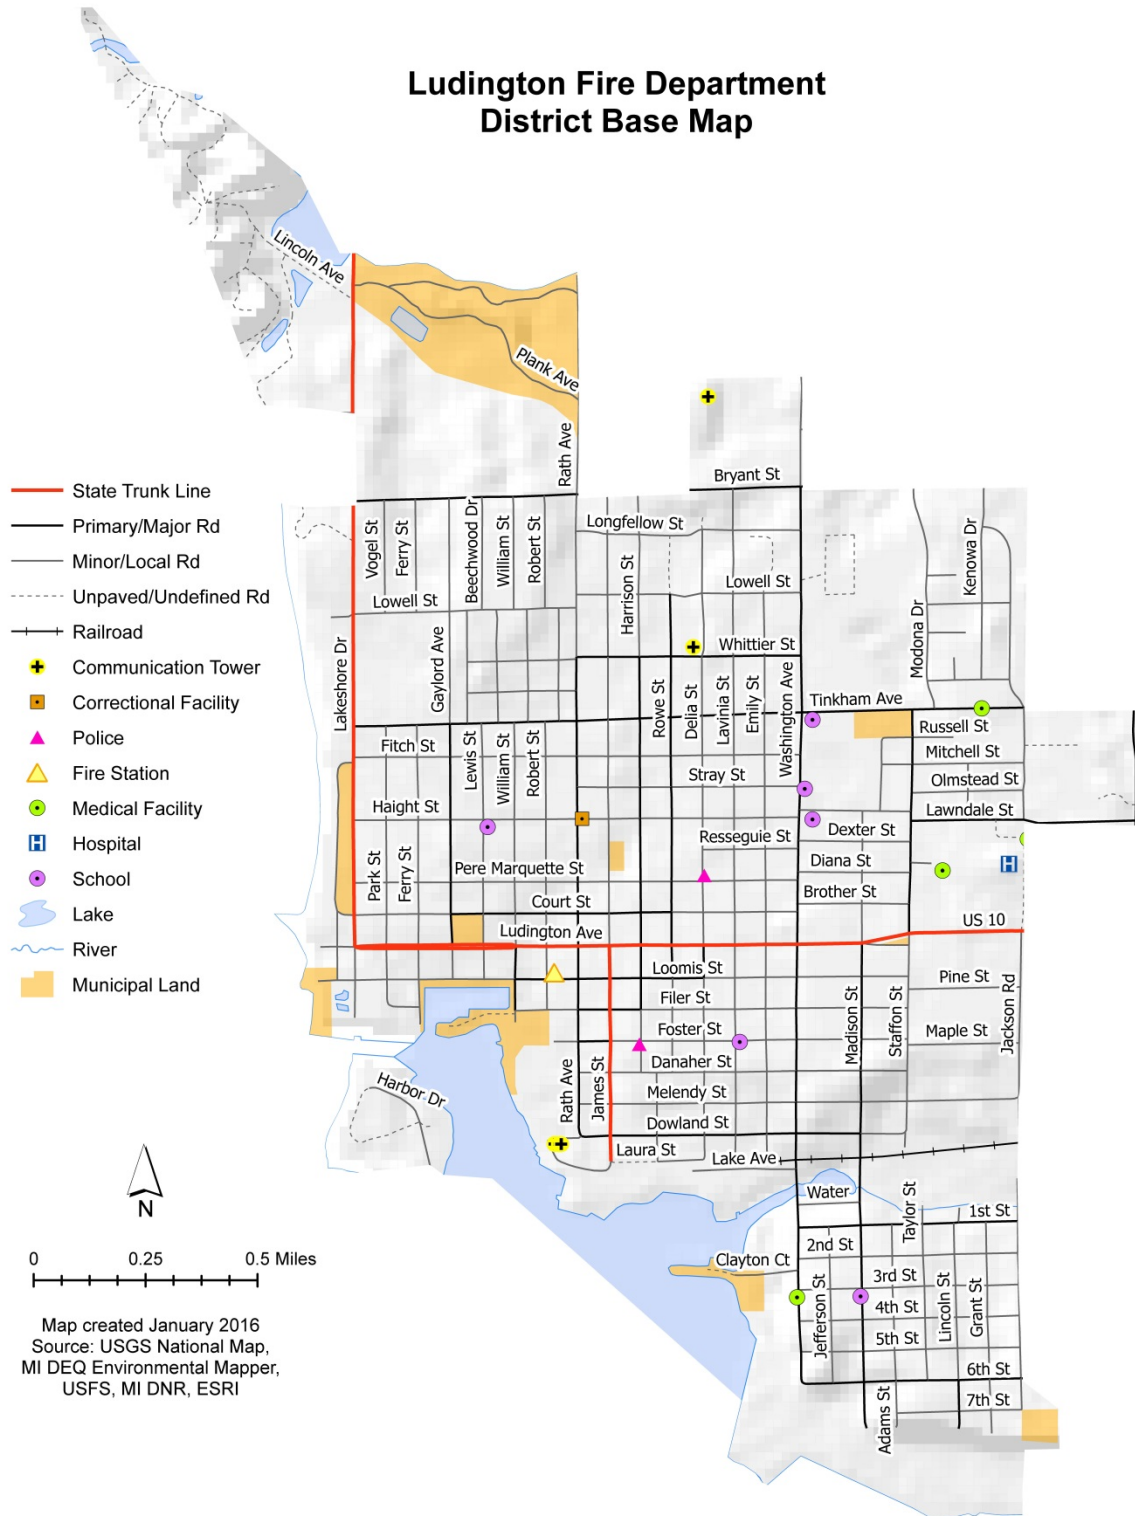 Ludington Fire Department
District Base Map
Lincoln Ave
Plank Ave
Rath Ave
Bryant St
State Trunk Line
Primary/Major Rd
Minor/Local Rd
Unpaved/Undefined Rd
Railroad
Communication Tower
Correctional Facility
Police
Fire Station
Medical Facility
H
Hospital
School
Lake
River
Municipal Land
Vogel St
Ferry St
Beechwood Dr
William St
Robert St
Longfellow St
Harrison St
Lowell St
Lowell St
Kenowa Dr
Modona Dr
Whittier St
Lakeshore Dr
Gaylord Ave
Rowe St
Delia St
Lavinia St
Emily St
Washington Ave
Tinkham Ave
Russell St
Mitchell St
Olmstead St
Lawndale St
Fitch St
Lewis St
William St
Robert St
Stray St
Haight St
Resseguie St
Dexter St
Diana St
Brother St
H
Park St
Ferry St
Pere Marquette St
Court St
Ludington Ave
US 10
Loomis St
Filer St
Foster St
Danaher St
Melendy St
Dowland St
Laura St
Lake Ave
Pine St
Maple St
Madison St
Staffon St
Jackson Rd
Harbor Dr
Rath Ave
James St
Water
Taylor St
1st St
2nd St
Clayton Ct
3rd St
4th St
5th St
6th St
7th St
Jefferson St
Lincoln St
Grant St
Adams St
N
0 0.25 0.5 Miles
Map created January 2016
Source: USGS National Map,
MI DEQ Environmental Mapper,
USFS, MI DNR, ESRI